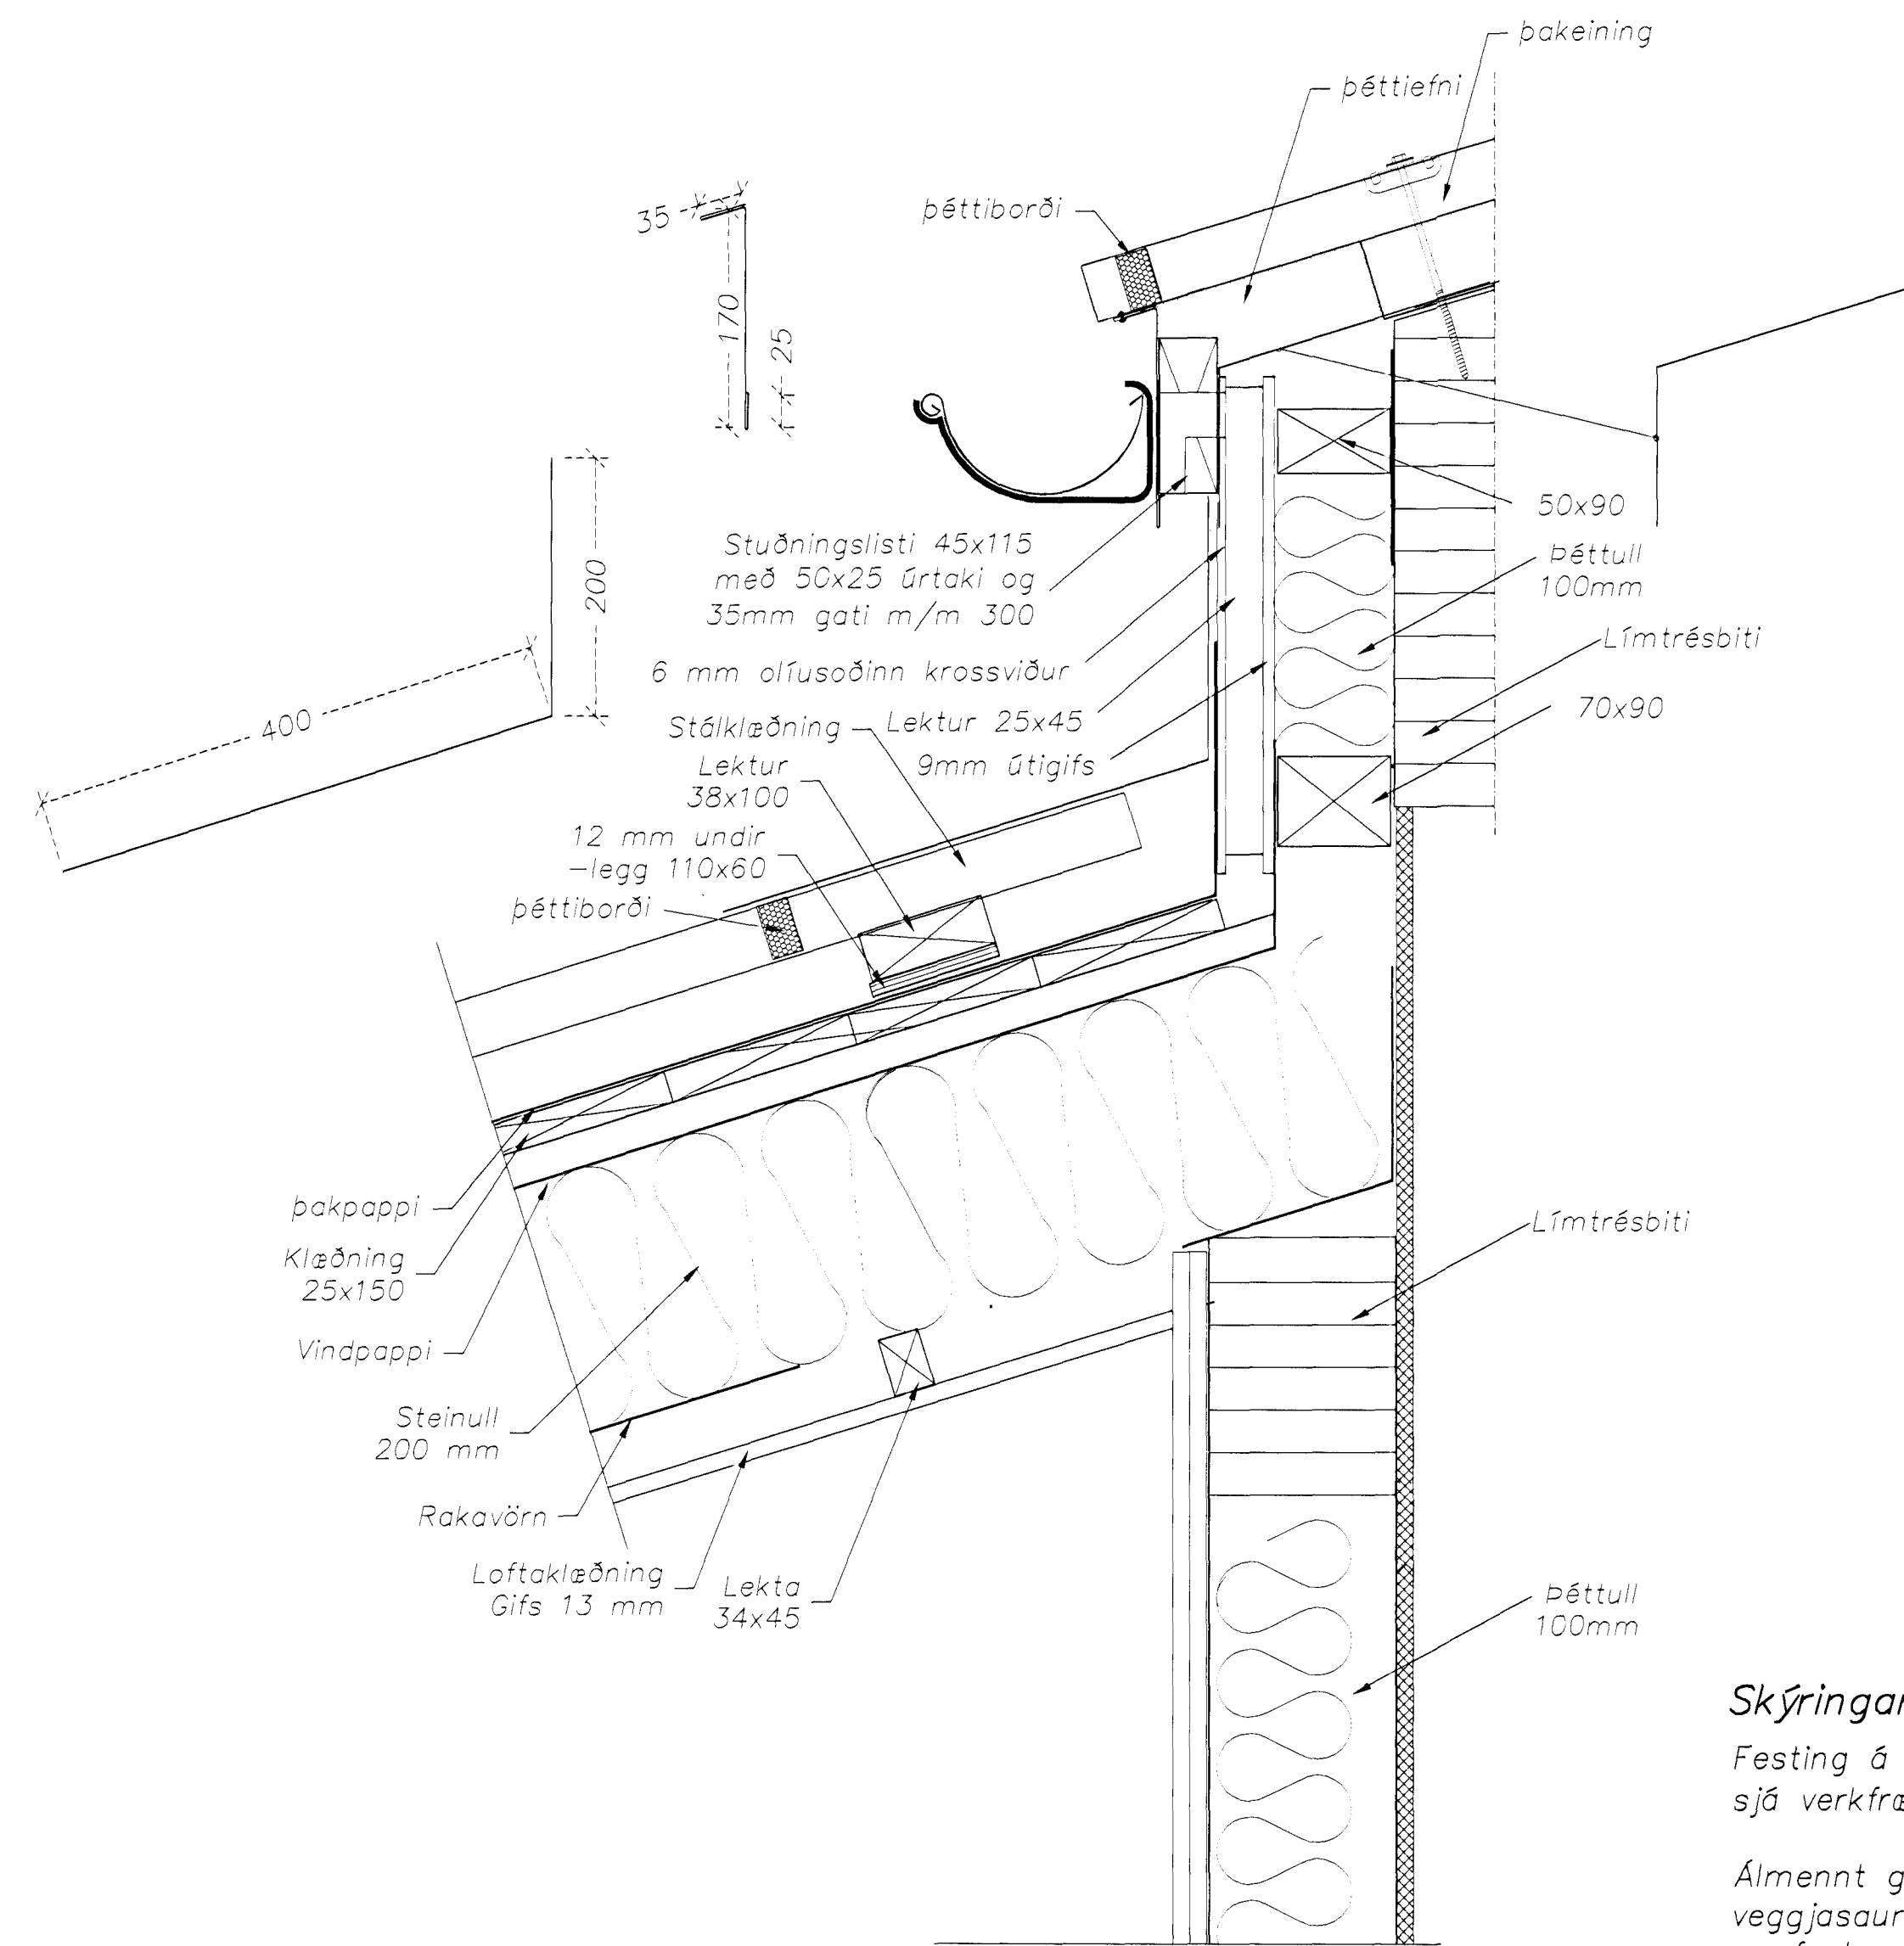 þakeining
þéttiefni
þéttiborði
35
170
25
200
400
50x90
Stuðningslisti 45x115
með 50x25 úrtaki og
35mm gati m/m 300
Þéttull
100mm
Límtrésbiti
6 mm olíusoðinn krossviður
70x90
Stálklæðning
Lektur 25x45
9mm útigifs
Lektur
38x100
12 mm undir
-legg 110x60
þéttiborði
þakpappi
Klæðning
25x150
Límtrésbiti
Vindpappi
Steinull
200 mm
Rakavörn
Loftaklæðning
Gifs 13 mm
Lekta
34x45
Þéttull
100mm
Festing á
sjá
Álmennt